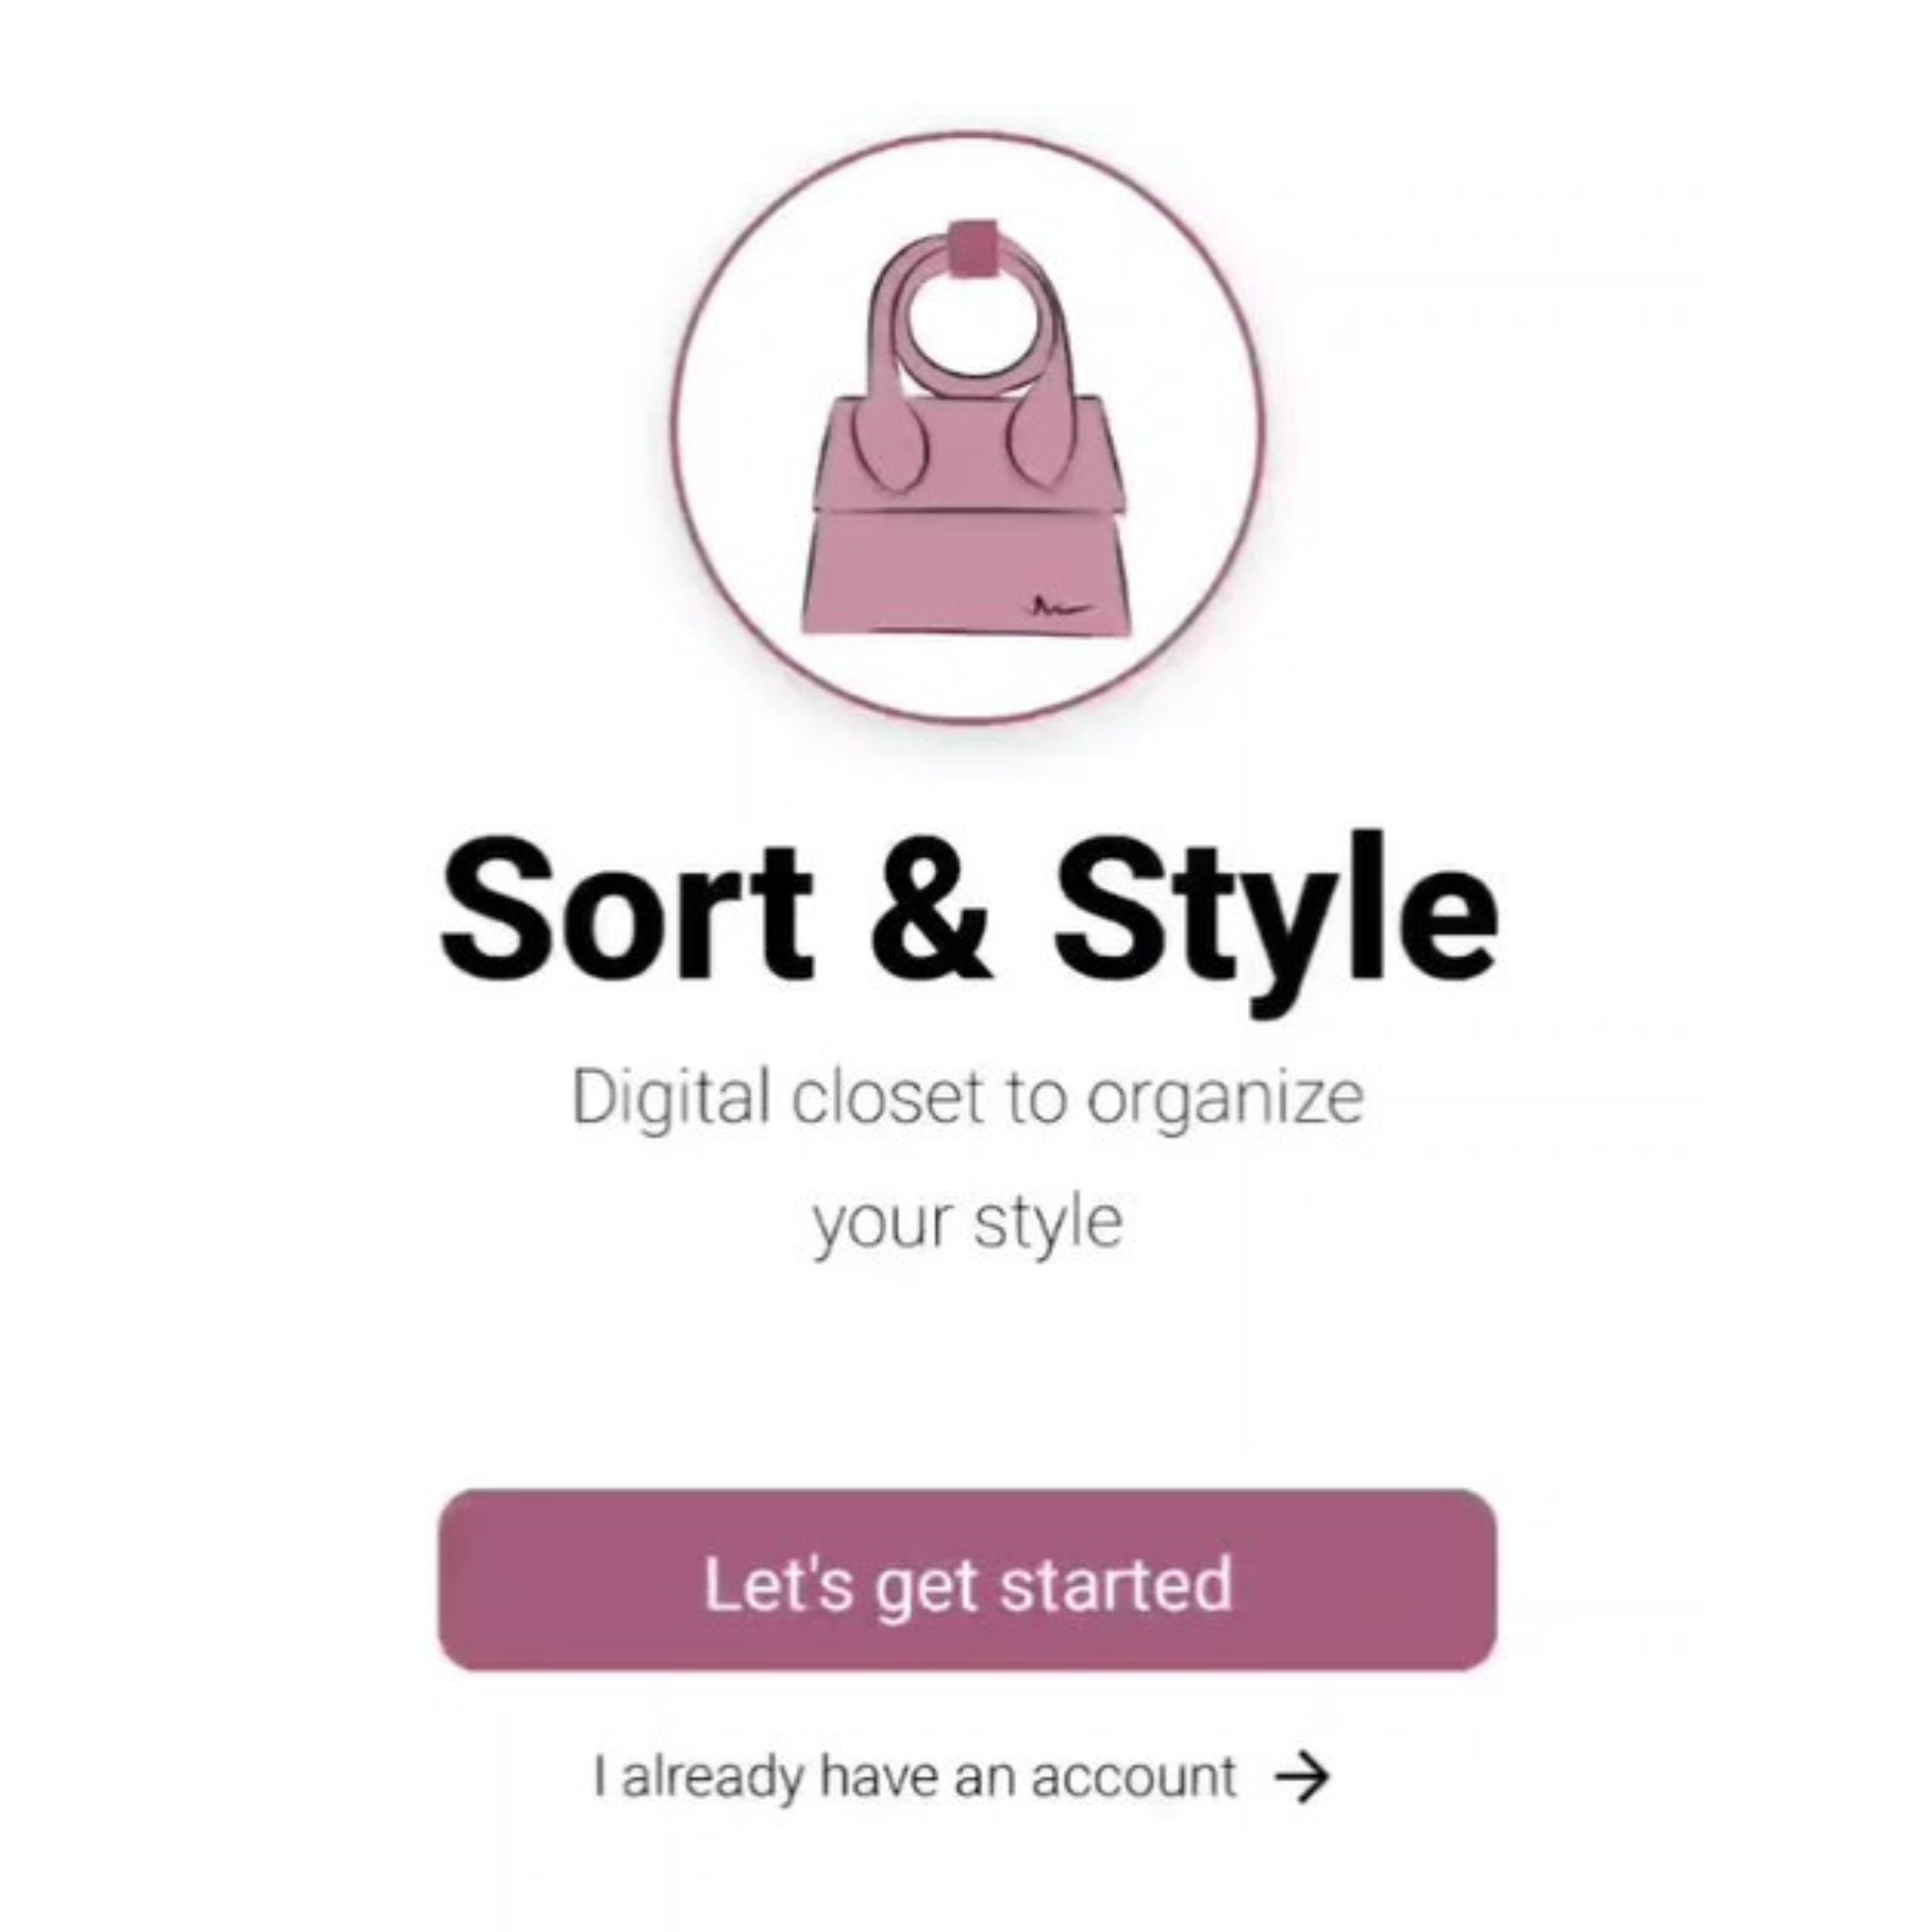 Sort & Style
Digital closet to organize
your style
Let's get started
I already have an account →